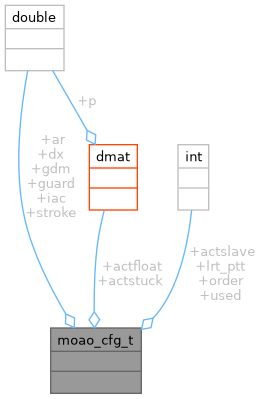 double
+p
+ar
+dx
+gdm
+guard
+iac
+stroke
dmat
int
+actfloat
+actstuck
+actslave
+lrt_ptt
+order
+used
moao_cfg_t